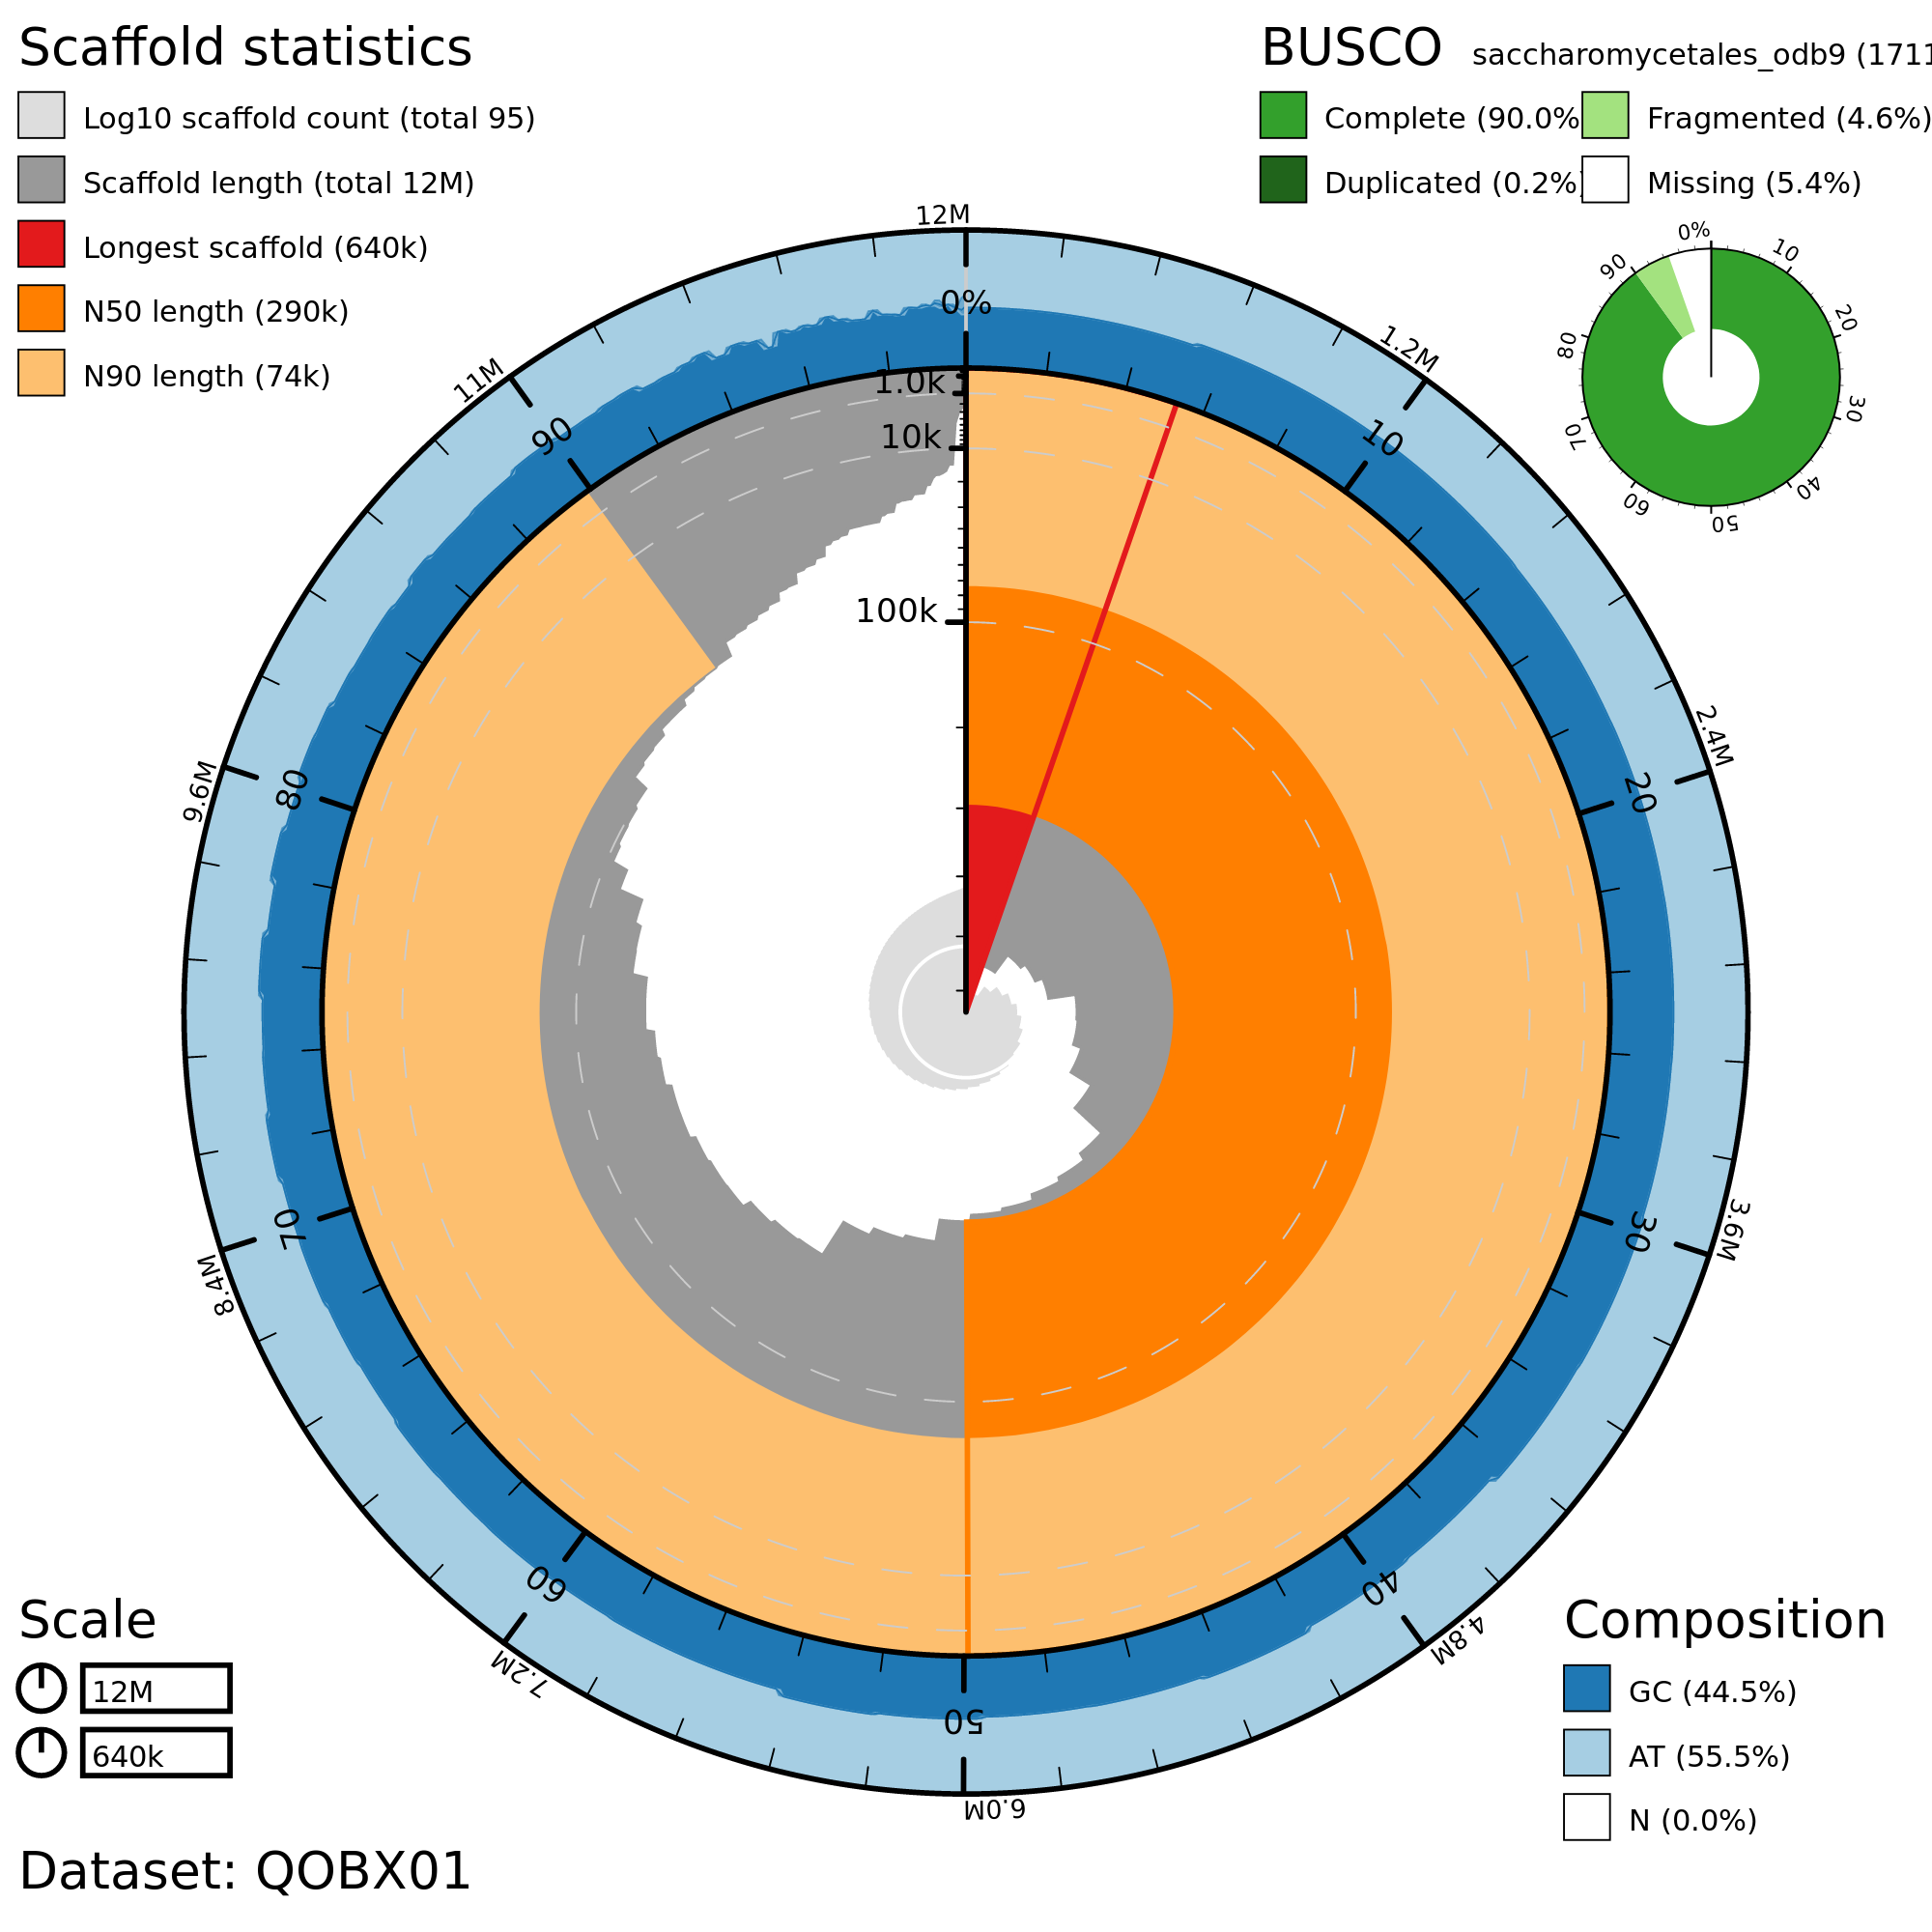 Scaffold statistics
Log10 scaffold count (total 95)
Scaffold length (total 12M)
Longest scaffold (640k)
N50 length (290k)
N90 length (74k)
BUSCO saccharomycetales_odb9 (1711
Complete (90.0%
Fragmented (4.6%)
Duplicated (0.2%)
Missing (5.4%)
0%
10
20
30
40
50
60
70
80
90
12M
1.2M
2.4M
3.6M
4.8M
6.0M
7.2M
8.4M
9.6M
11M
0%
10
20
30
40
50
60
70
80
90
1.0k
10k
100k
Scale
12M
640k
Composition
GC (44.5%)
AT (55.5%)
N (0.0%)
Dataset: QOBX01